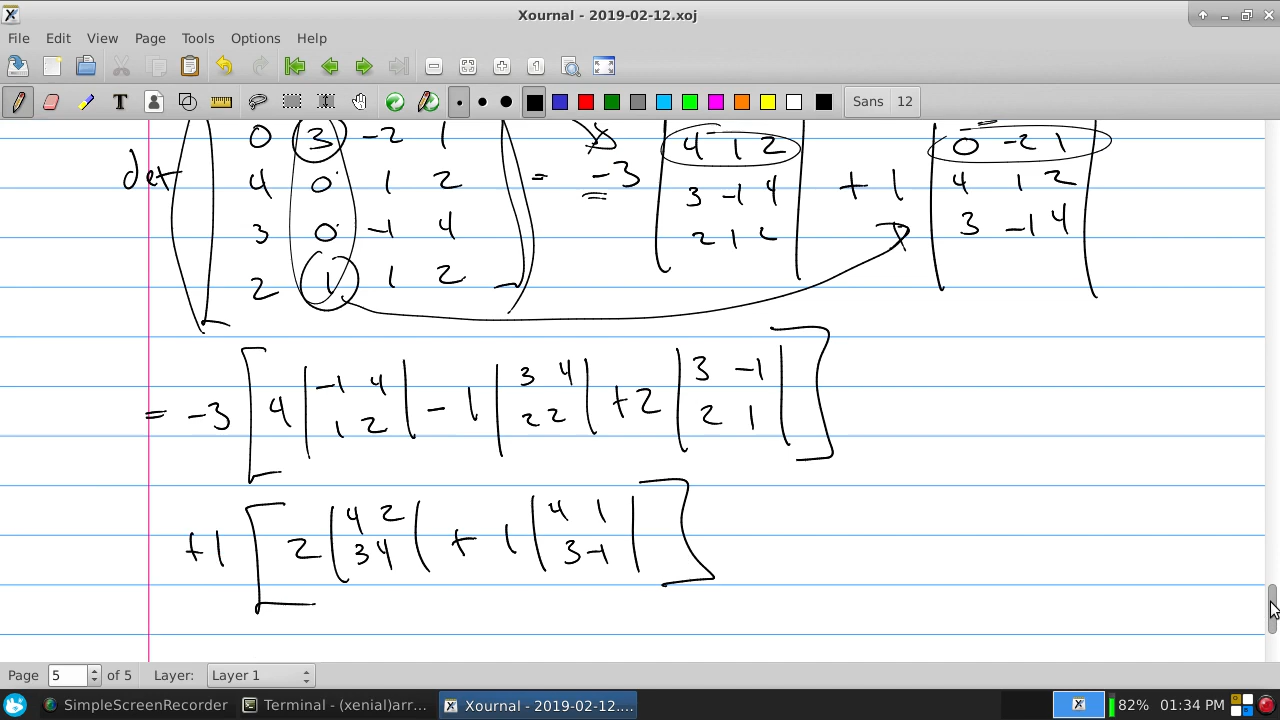 Xournal - 2019-02-12.xoj
File Edit View Page Tools Options Help
Sans 12
det
0 3 -2 1
4 0 1 2
3 0 -1 4
2 1 1 2
= -3
4 1 2
3 -1 4
2 1 2
+ 1
0 -2 1
4 1 2
3 -1 4
= -3 [ 4 | -1 4 | - 1 | 3 4 | + 2 | 3 -1 | ]
1 2 2 2 2 1
+1 [ 2 | 4 2 | + 1 | 4 1 | ]
3 4 3 -1
Page 5 of 5 Layer: Layer 1
SimpleScreenRecorder Terminal - (xenial)arr... Xournal - 2019-02-12.... 82% 01:34 PM